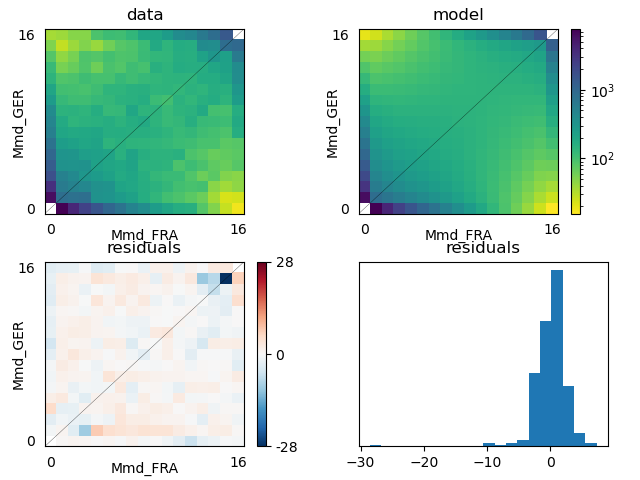 data
model
16
Mmd_GER
0
0
Mmd_FRA
16
16
Mmd_GER
0
0
Mmd_FRA
16
10³
10²
residuals
residuals
16
Mmd_GER
0
0
Mmd_FRA
16
28
0
-28
−30
−20
−10
0